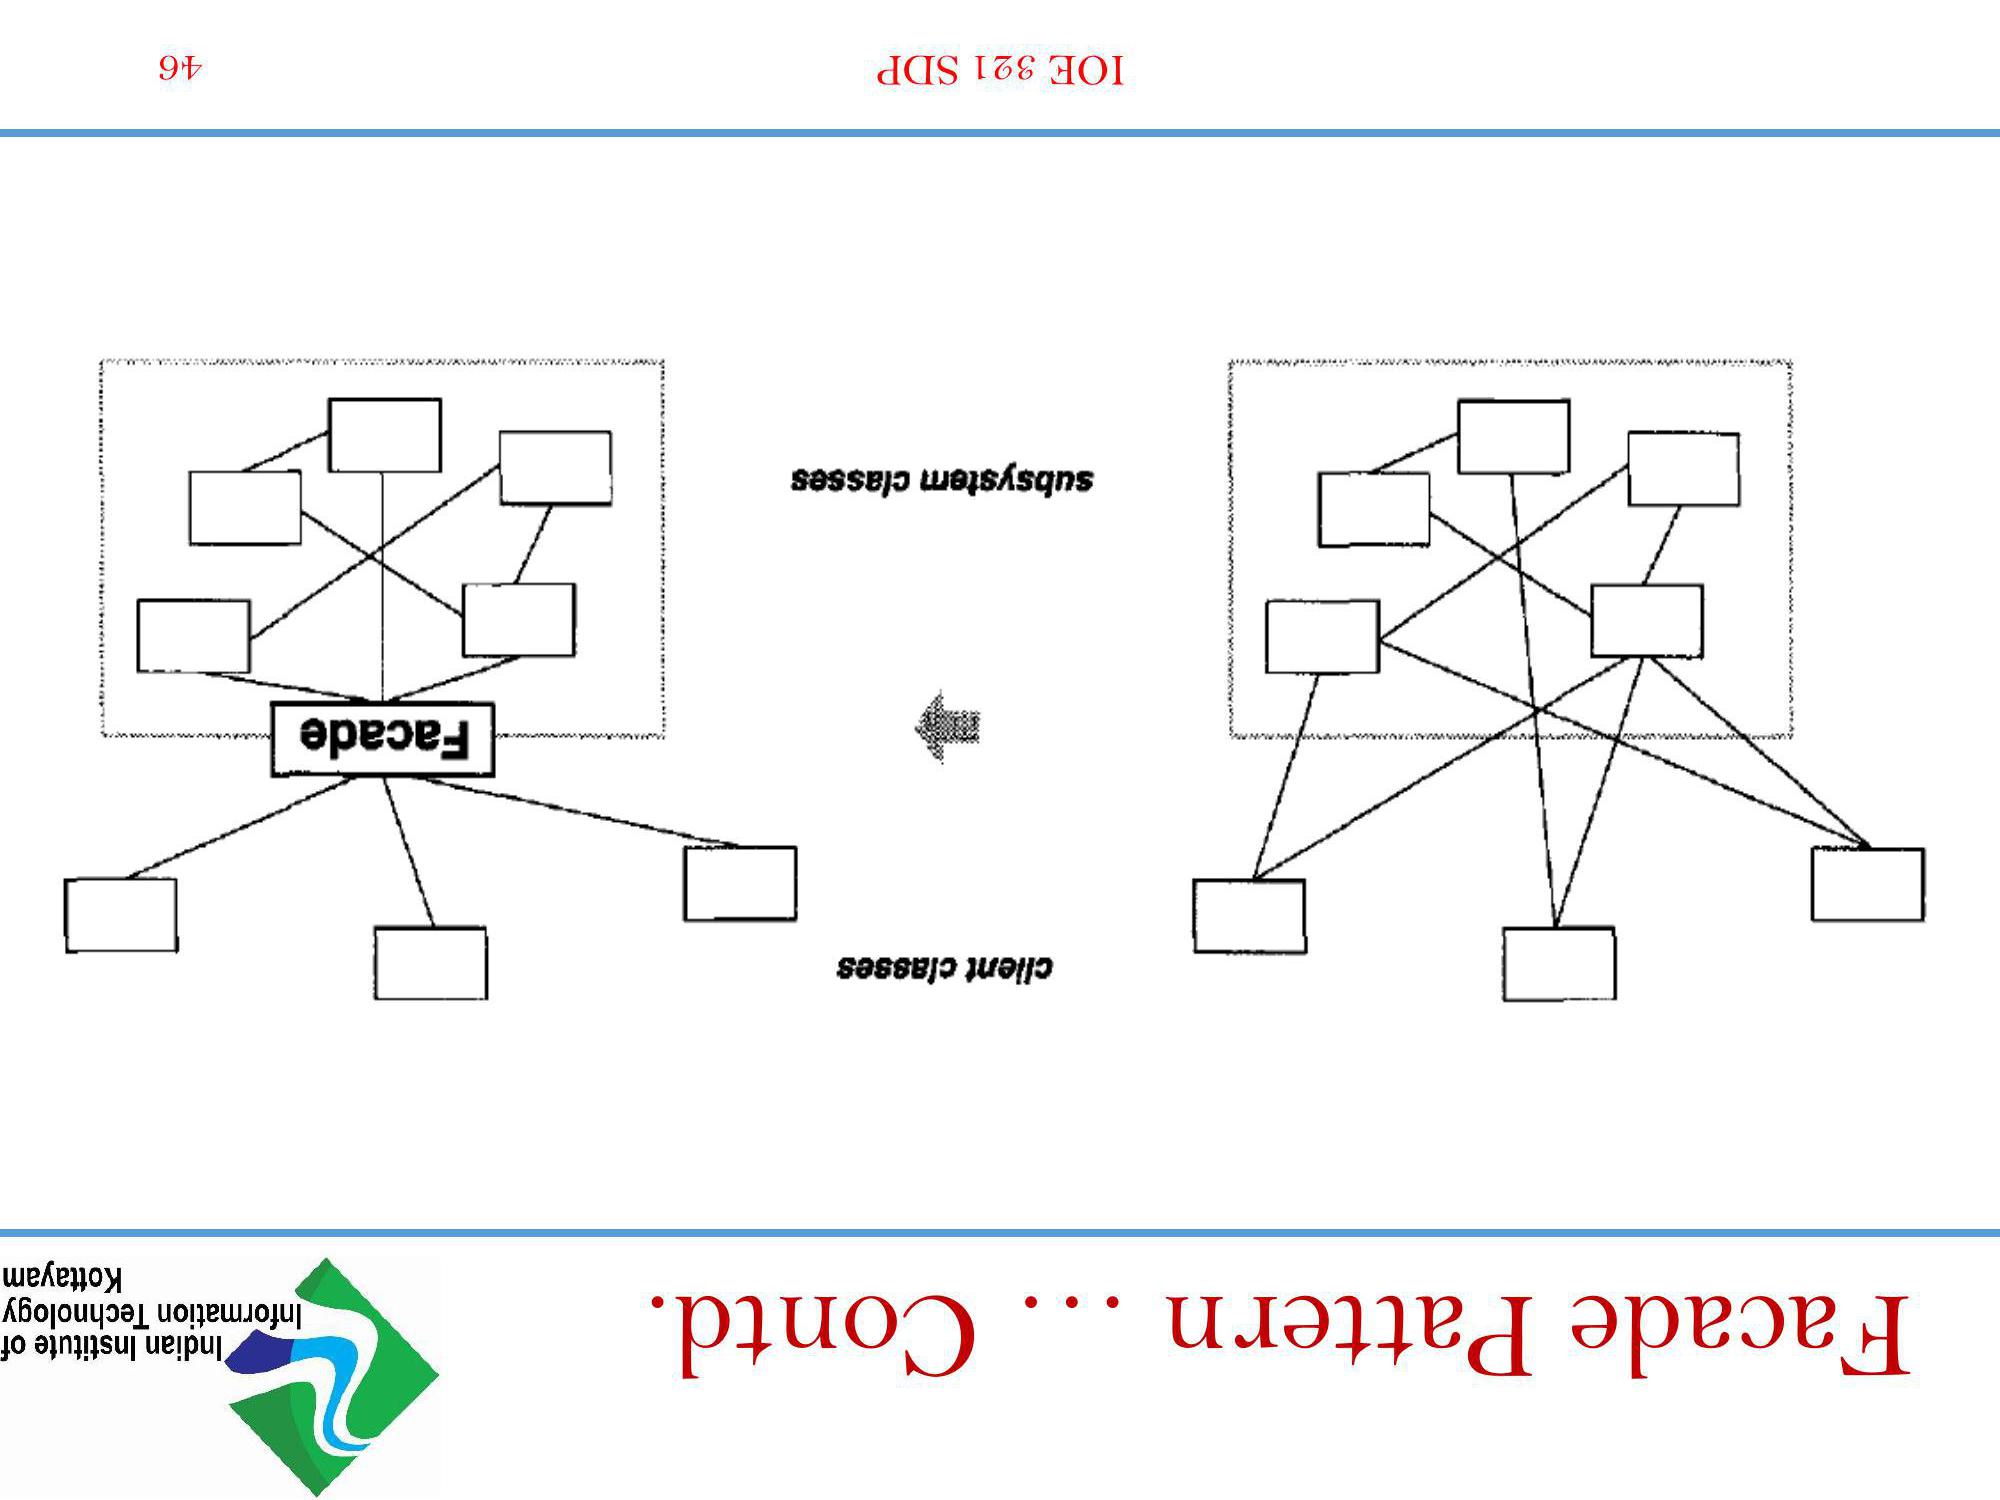 Facade Pattern … Contd.
Indian Institute of
Information Technology
Kottayam
client classes
Facade
subsystem classes
IOE 321 SDP
46